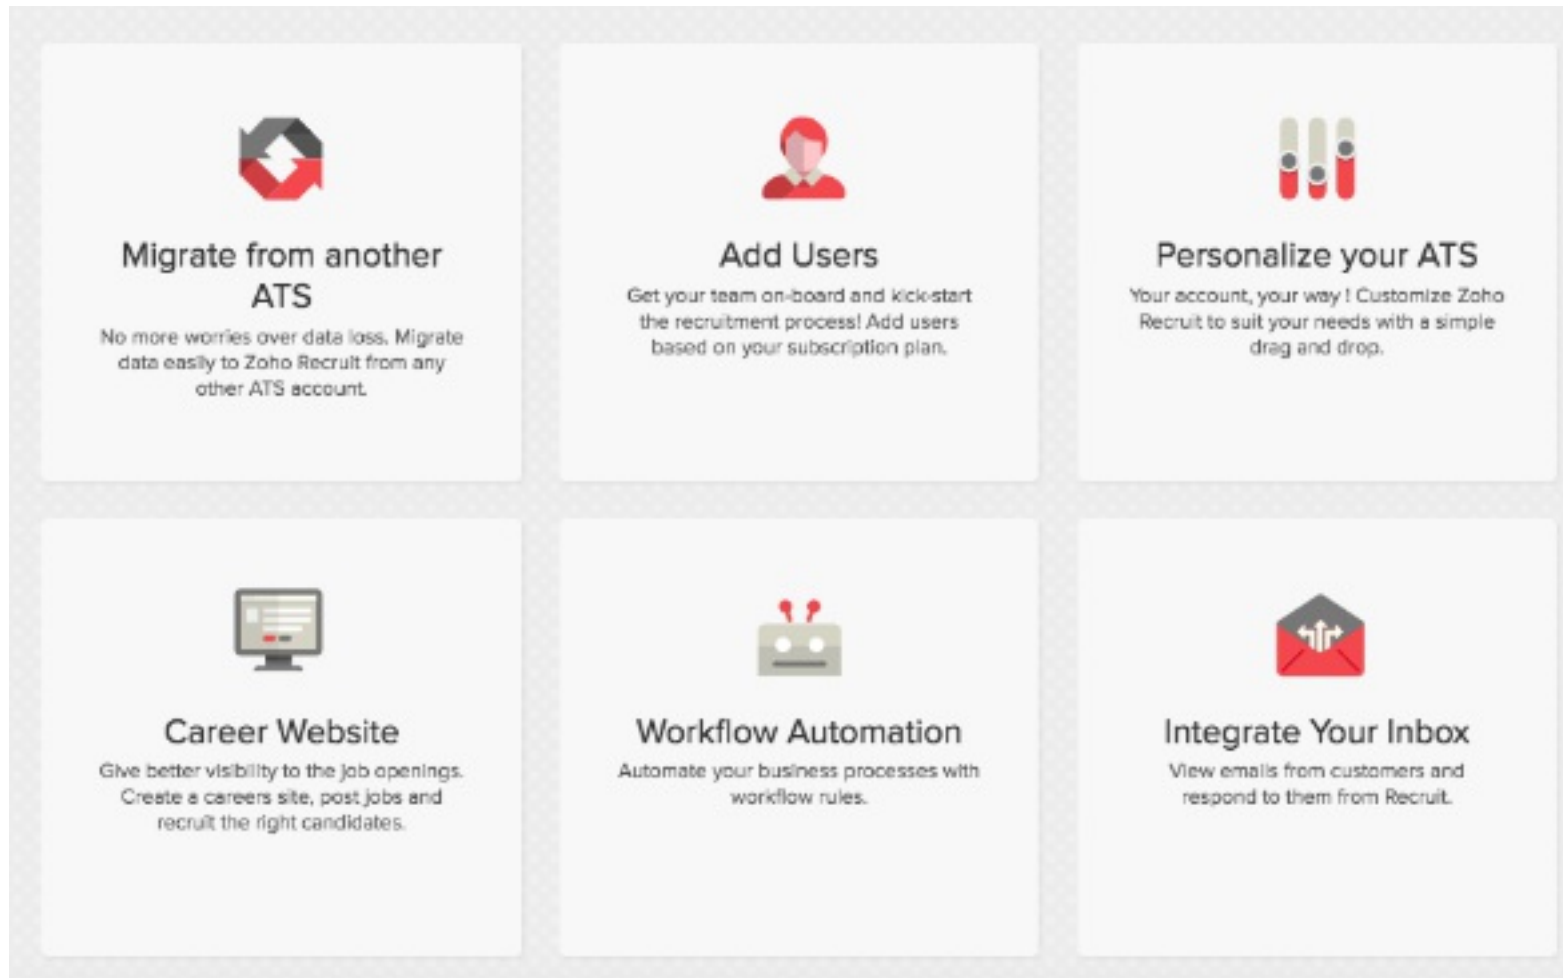 Migrate from another
ATS
No more worries over data loss. Migrate
data easily to Zoho Recruit from any
other ATS account.
Add Users
Get your team on-board and kick-start
the recruitment process! Add users
based on your subscription plan.
Personalize your ATS
Your account, your way ! Customize Zoho
Recruit to suit your needs with a simple
drag and drop.
Career Website
Give better visibility to the job openings.
Create a careers site, post jobs and
recruit the right candidates.
Workflow Automation
Automate your business processes with
workflow rules.
Integrate Your Inbox
View emails from customers and
respond to them from Recruit.